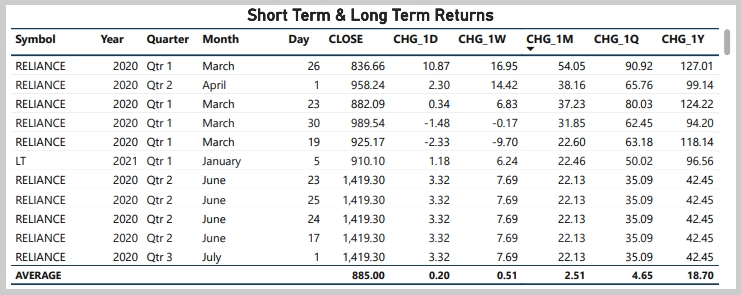 Short Term & Long Term Returns
Symbol Year Quarter Month Day CLOSE CHG_1D CHG_1W CHG_1M CHG_1Q CHG_1Y
RELIANCE 2020 Qtr 1 March 26 836.66 10.87 16.95 54.05 90.92 127.01
RELIANCE 2020 Qtr 2 April 1 958.24 2.30 14.42 38.16 65.76 99.14
RELIANCE 2020 Qtr 1 March 23 882.09 0.34 6.83 37.23 80.03 124.22
RELIANCE 2020 Qtr 1 March 30 989.54 -1.48 -0.17 31.85 62.45 94.20
RELIANCE 2020 Qtr 1 March 19 925.17 -2.33 -9.70 22.60 63.18 118.14
LT 2021 Qtr 1 January 5 910.10 1.18 6.24 22.46 50.02 96.56
RELIANCE 2020 Qtr 2 June 23 1,419.30 3.32 7.69 22.13 35.09 42.45
RELIANCE 2020 Qtr 2 June 25 1,419.30 3.32 7.69 22.13 35.09 42.45
RELIANCE 2020 Qtr 2 June 24 1,419.30 3.32 7.69 22.13 35.09 42.45
RELIANCE 2020 Qtr 2 June 17 1,419.30 3.32 7.69 22.13 35.09 42.45
RELIANCE 2020 Qtr 3 July 1 1,419.30 3.32 7.69 22.13 35.09 42.45
AVERAGE 885.00 0.20 0.51 2.51 4.65 18.70